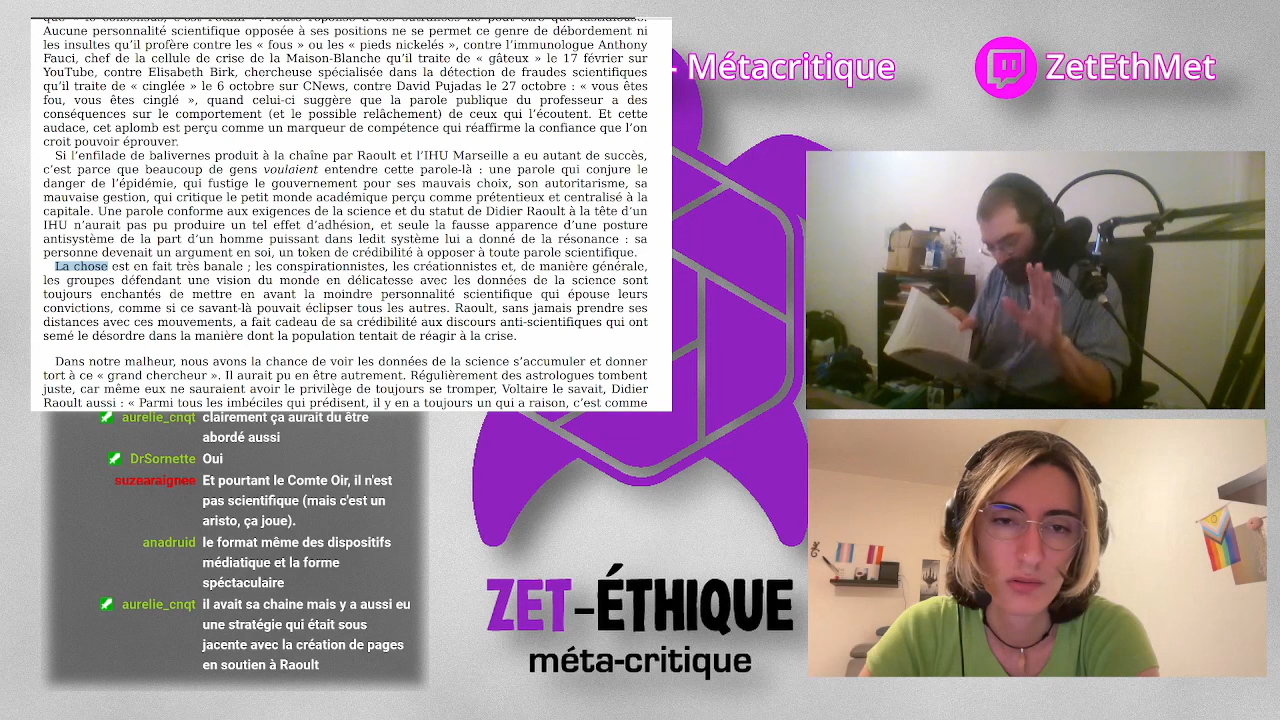 Aucune personnalité scientifique opposée à ses positions ne se permet ce genre de débordement ni
les insultes qu’il profère contre les « fous » ou les « pieds nickelés », contre l’immunologue Anthony
Fauci, chef de la cellule de crise de la Maison-Blanche qu’il traite de « gâteux » le 17 février sur
YouTube, contre Elisabeth Birk, chercheuse spécialisée dans la détection de fraudes scientifiques
qu’il traite de « cinglée » le 6 octobre sur CNews, contre David Pujadas le 27 octobre : « vous êtes
fou, vous êtes cinglé », quand celui-ci suggère que la parole publique du professeur a des
conséquences sur le comportement (et le possible relâchement) de ceux qui l’écoutent. Et cette
audace, cet aplomb est perçu comme un marqueur de compétence qui réaffirme la confiance que l’on
croit pouvoir éprouver.
Si l’enfilade de balivernes produit à la chaîne par Raoult et l’IHU Marseille a eu autant de succès,
c’est parce que beaucoup de gens voulaient entendre cette parole-là : une parole qui conjure le
danger de l’épidémie, qui fustige le gouvernement pour ses mauvais choix, son autoritarisme, sa
mauvaise gestion, qui critique le petit monde académique perçu comme prétentieux et centralisé à la
capitale. Une parole conforme aux exigences de la science et du statut de Didier Raoult à la tête d’un
IHU n’aurait pas pu produire un tel effet d’adhésion, et seule la fausse apparence d’une posture
antisystème de la part d’un homme puissant dans ledit système lui a donné de la résonance : sa
personne devenait un argument en soi, un token de crédibilité à opposer à toute parole scientifique.
La chose est en fait très banale ; les conspirationnistes, les créationnistes et, de manière générale,
les groupes défendant une vision du monde en délicatesse avec les données de la science sont
toujours enchantés de mettre en avant la moindre personnalité scientifique qui épouse leurs
convictions, comme si ce savant-là pouvait éclipser tous les autres. Raoult, sans jamais prendre ses
distances avec ces mouvements, a fait cadeau de sa crédibilité aux discours anti-scientifiques qui ont
semé le désordre dans la manière dont la population tentait de réagir à la crise.
Dans notre malheur, nous avons la chance de voir les données de la science s’accumuler et donner
tort à ce « grand chercheur ». Il aurait pu en être autrement. Régulièrement des astrologues tombent
juste, car même eux ne sauraient avoir le privilège de toujours se tromper, Voltaire le savait, Didier
Raoult aussi : « Parmi tous les imbéciles qui prédisent, il y en a toujours un qui a raison, c’est comme
- Métacritique
ZetEthMet
aurelie_cnqt clairement ça aurait du être
abordé aussi
DrSornette Oui
suzearaignee Et pourtant le Comte Oir, il n'est
pas scientifique (mais c'est un
aristo, ça joue).
anadruid le format même des dispositifs
médiatique et la forme
spéctaculaire
aurelie_cnqt il avait sa chaine mais y a aussi eu
une stratégie qui était sous
jacente avec la création de pages
en soutien à Raoult
ZET-ÉTHIQUE
méta-critique